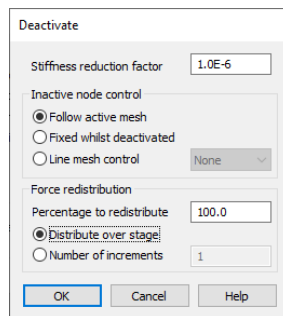 Deactivate
Stiffness reduction factor 1.0E-6
Inactive node control
Follow active mesh
Fixed whilst deactivated
Line mesh control None
Force redistribution
Percentage to redistribute 100.0
Distribute over stage
Number of increments 1
OK Cancel Help